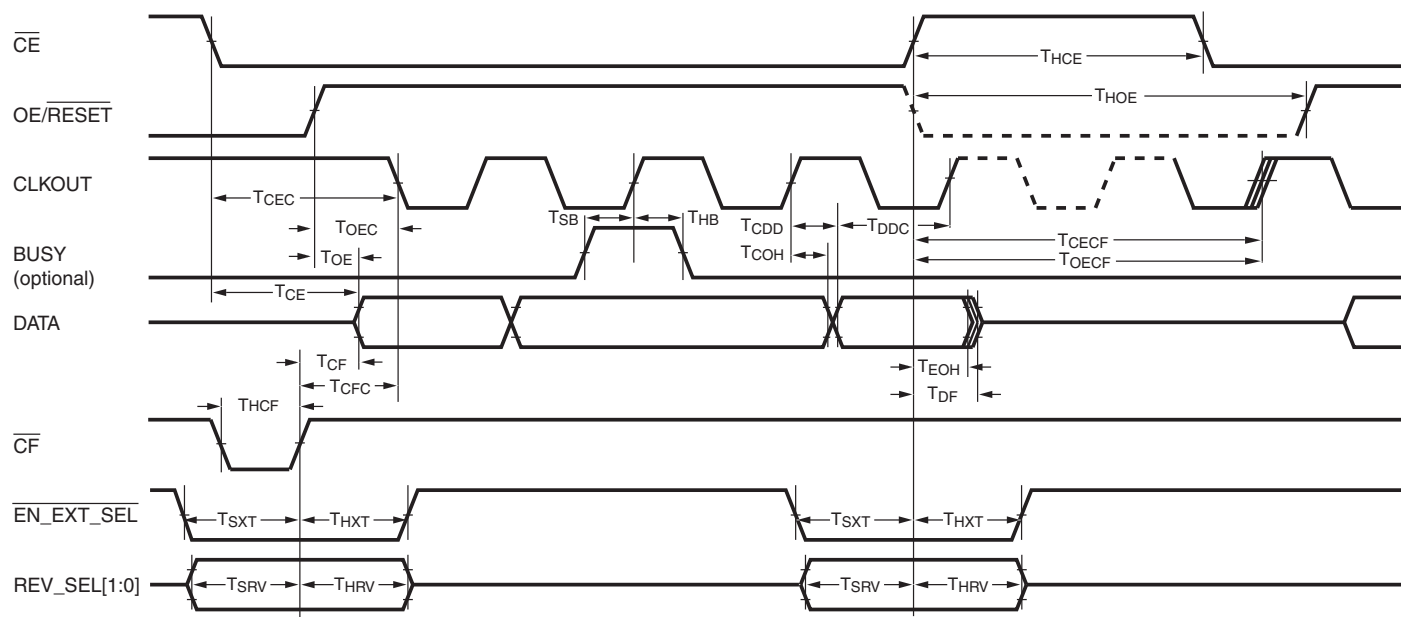 CE
THCE
OE/RESET
THOE
CLKOUT
TCEC
TSB
THB
TCDD
TDDC
TOEC
TCOH
TCECF
BUSY
(optional)
TOE
TOECF
TCE
DATA
TCF
TEOH
TCFC
THCF
TDF
CF
EN_EXT_SEL
TSXT
THXT
TSXT
THXT
REV_SEL[1:0]
TSRV
THRV
TSRV
THRV